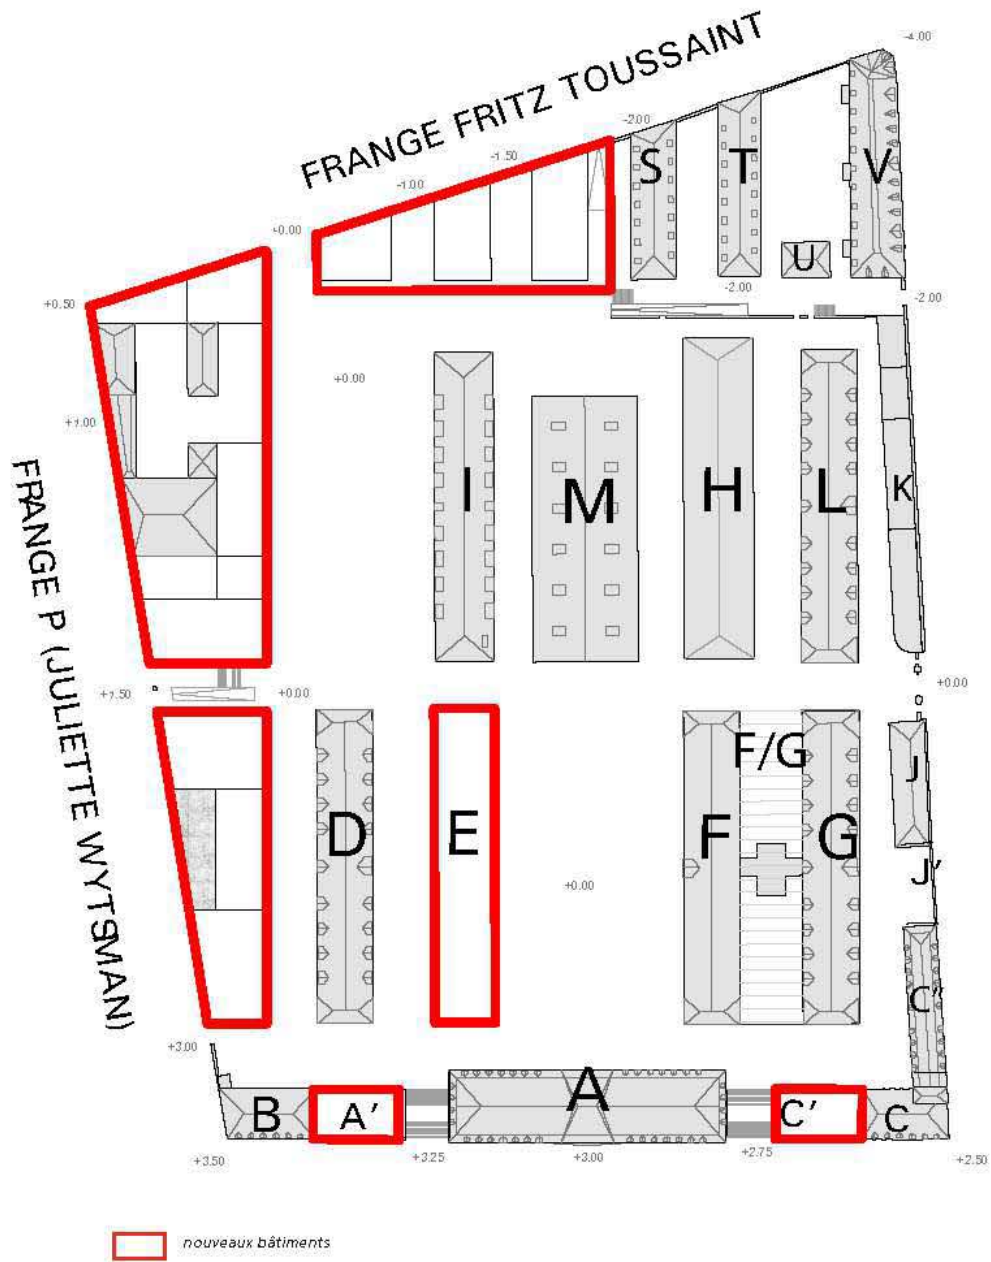 -4.00
FRANGE FRITZ TOUSSAINT
-2.00
S
T
V
-1.50
-1.00
+0.00
U
+0.50
-2.00
-2.00
+0.00
+1.00
I
M
H
L
K
FRANGE P (JULIETTE WYTSMAN)
+1.50
+0.00
+0.00
F/G
J
D
E
F
G
J'
+0.00
C"
+3.00
B
A'
A
C'
C
+3.50
+3.25
+3.00
+2.75
+2.50
nouveaux bâtiments